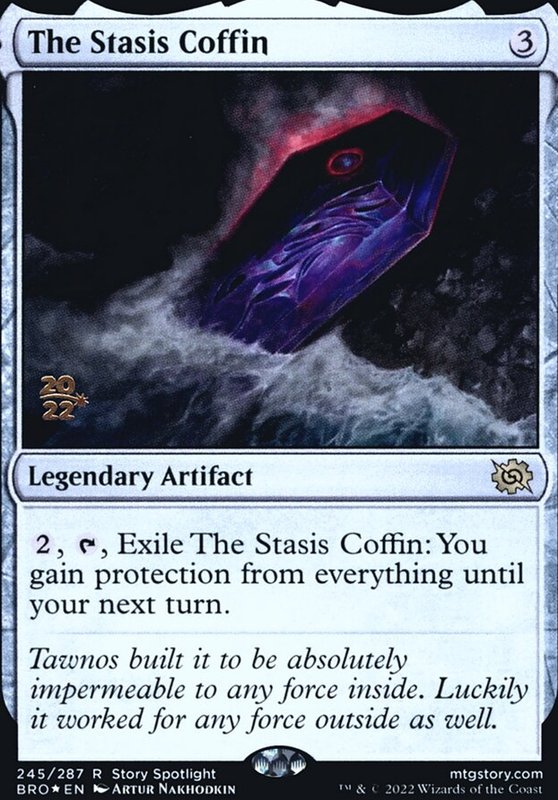 The Stasis Coffin 3
20
22
Legendary Artifact
2, , Exile The Stasis Coffin: You
gain protection from everything until
your next turn.
Tawnos built it to be absolutely
impermeable to any force inside. Luckily
it worked for any force outside as well.
245/287 R Story Spotlight mtgstory.com
BRO★EN Artur Nakhodkin ™ & © 2022 Wizards of the Coast